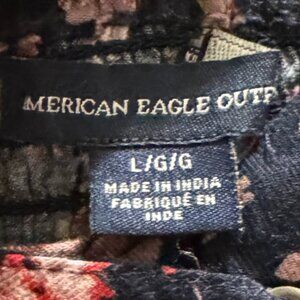 MERICAN EAGLE OUTF
L/G/G
MADE IN INDIA
FABRIQUÉ EN
INDE